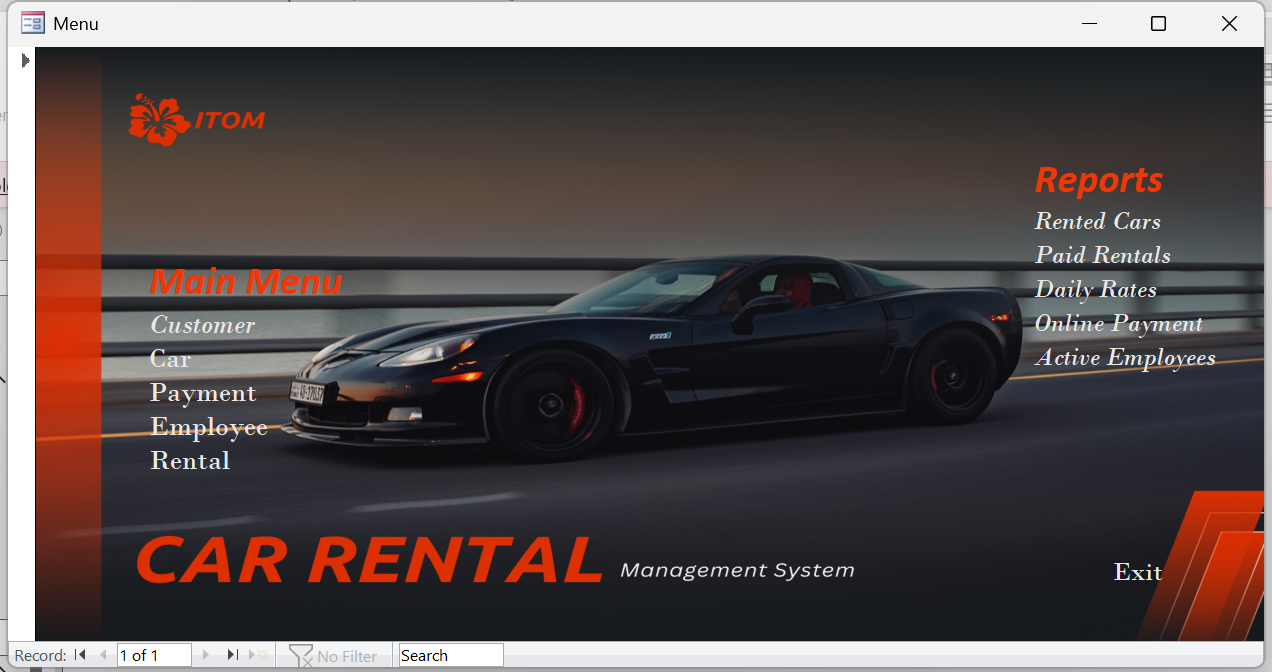 Menu
ITOM
Reports
Rented Cars
Paid Rentals
Daily Rates
Online Payment
Active Employees
Main Menu
Customer
Car
Payment
Employee
Rental
CAR RENTAL Management System
Exit
Record: 1 of 1 No Filter Search